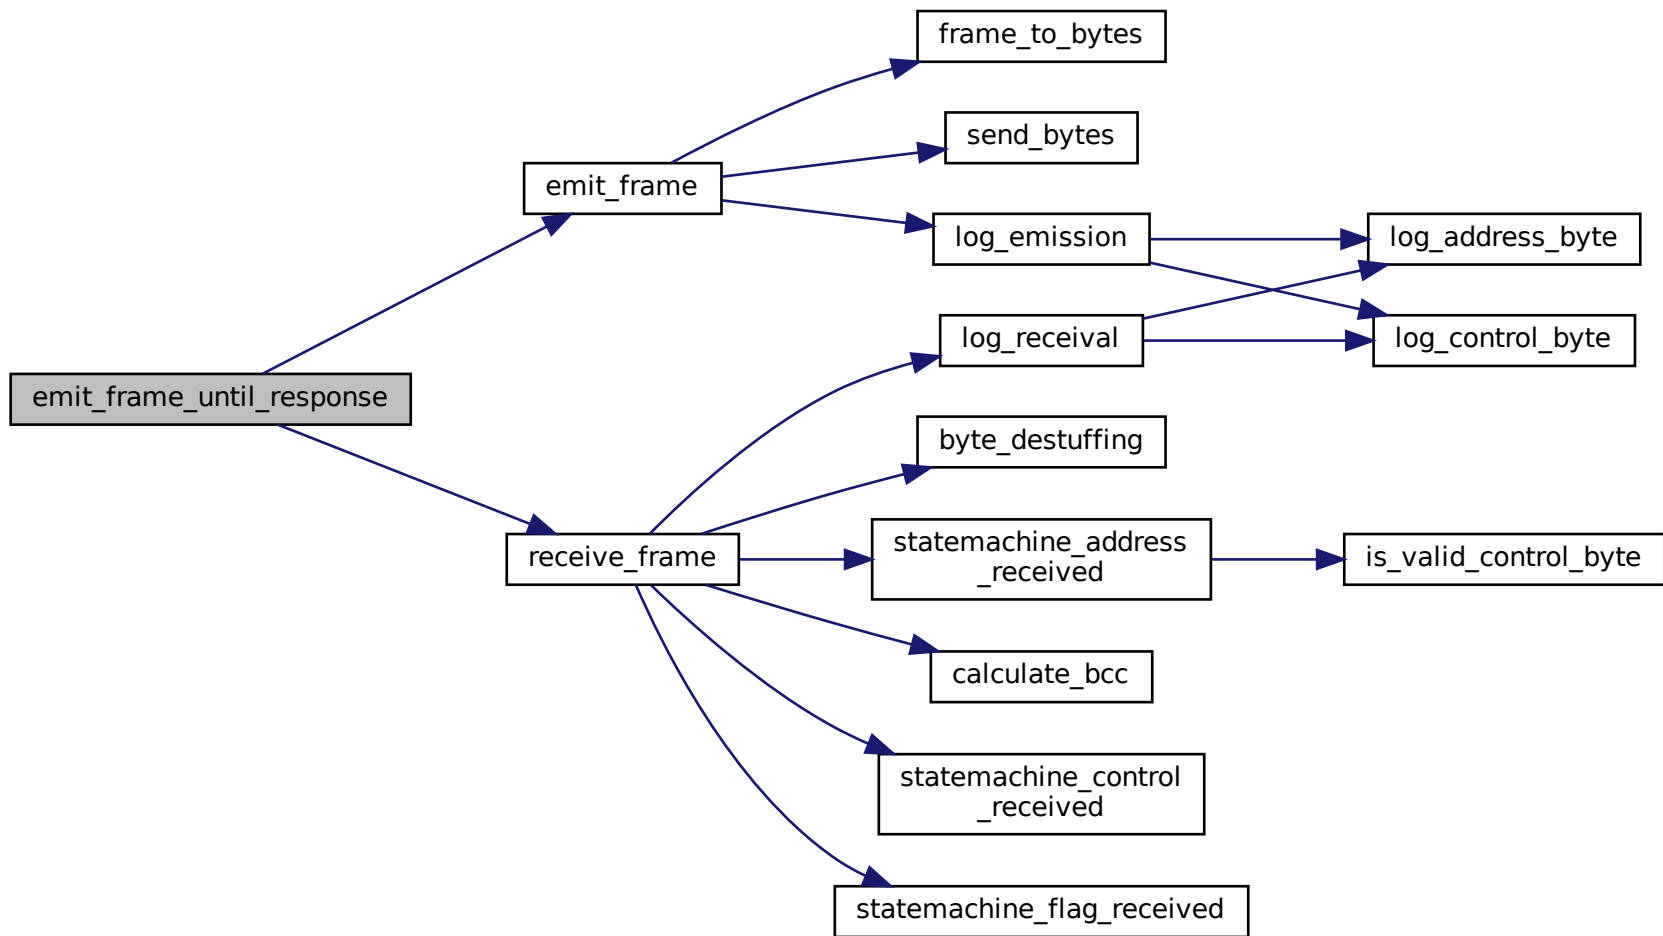 frame_to_bytes
send_bytes
emit_frame
log_emission
log_address_byte
log_receival
log_control_byte
emit_frame_until_response
byte_destuffing
receive_frame
statemachine_address
_received
is_valid_control_byte
calculate_bcc
statemachine_control
_received
statemachine_flag_received